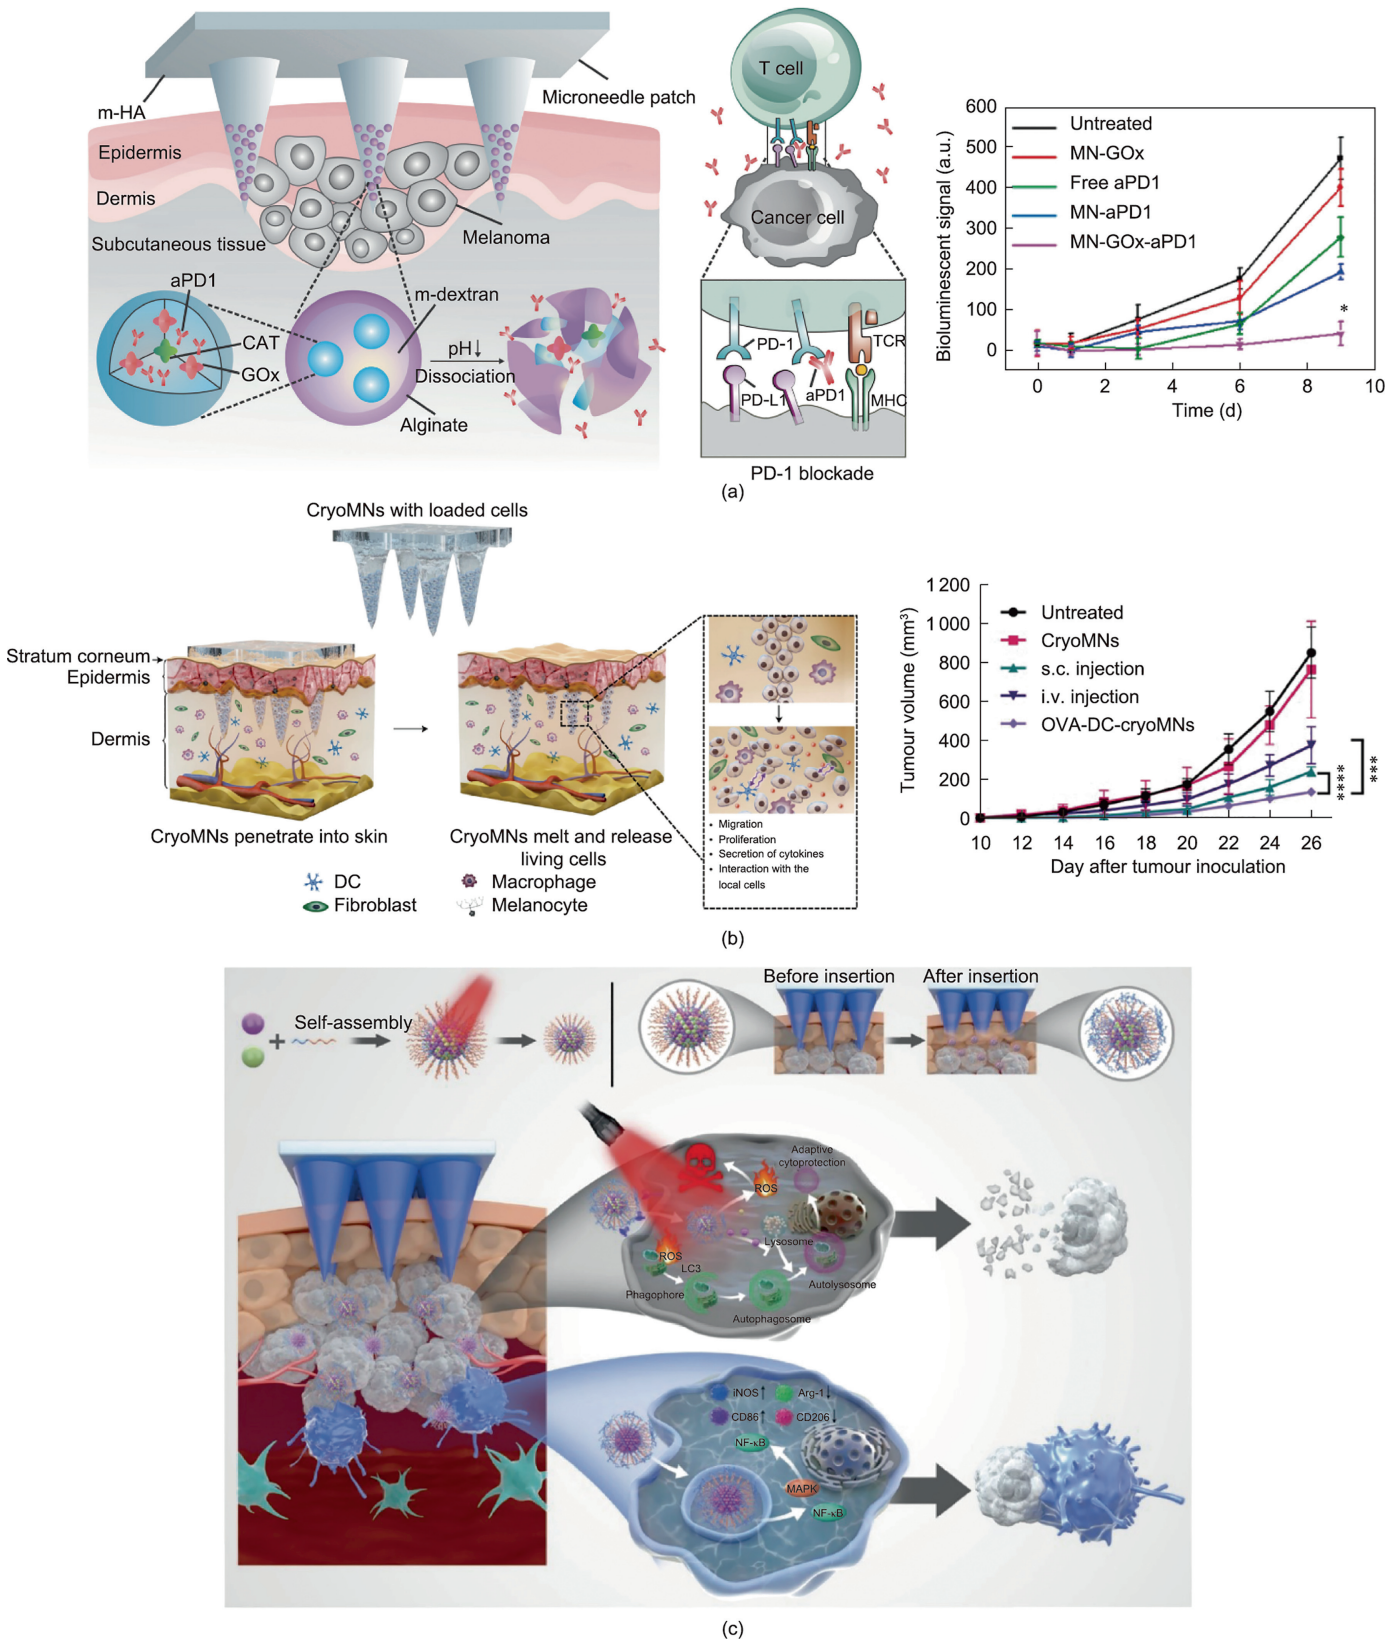 m-HA
Microneedle patch
Epidermis
Dermis
Subcutaneous tissue
Melanoma
aPD1
CAT
GOx
m-dextran
pH↓
Dissociation
Alginate
T cell
Cancer cell
PD-1
TCR
PD-L1
aPD1
MHC
PD-1 blockade
Bioluminescent signal (a.u.)
600
500
400
300
200
100
0
Untreated
MN-GOx
Free aPD1
MN-aPD1
MN-GOx-aPD1
*
0 2 4 6 8 10
Time (d)
(a)
CryoMNs with loaded cells
Stratum corneum
Epidermis
Dermis
CryoMNs penetrate into skin
CryoMNs melt and release
living cells
DC
Macrophage
Fibroblast
Melanocyte
• Migration
• Proliferation
• Secretion of cytokines
• Interaction with the
local cells
Tumour volume (mm³)
1 200
1 000
800
600
400
200
0
Untreated
CryoMNs
s.c. injection
i.v. injection
OVA-DC-cryoMNs
****
***
10 12 14 16 18 20 22 24 26
Day after tumour inoculation
(b)
Self-assembly
Before insertion
After insertion
Adaptive
cytoprotection
ROS
Lysosome
ROS
LC3
Phagophore
Autolysosome
Autophagosome
iNOS↑
Arg-1↓
CD86↑
CD206↓
NF-κB
MAPK
NF-κB
(c)